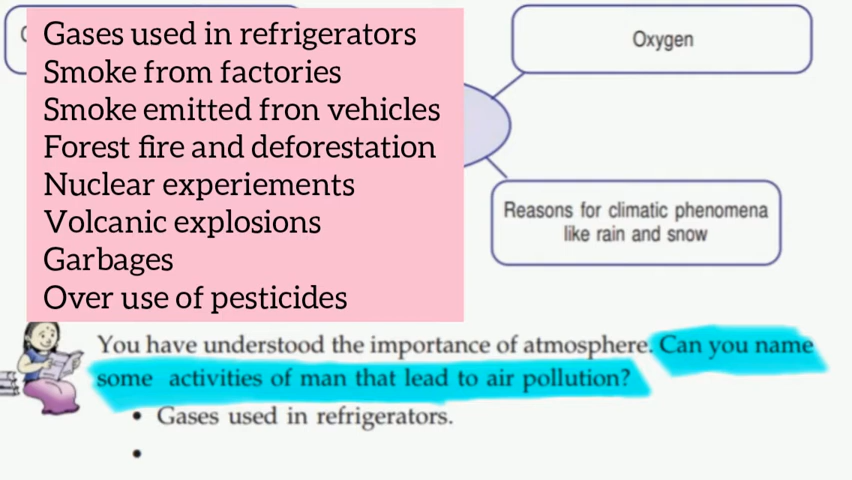 Gases used in refrigerators
Smoke from factories
Smoke emitted fron vehicles
Forest fire and deforestation
Nuclear experiements
Volcanic explosions
Garbages
Over use of pesticides
Oxygen
Reasons for climatic phenomena
like rain and snow
You have understood the importance of atmosphere. Can you name
some activities of man that lead to air pollution?
• Gases used in refrigerators.
•